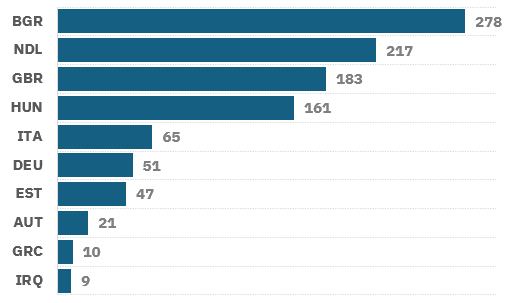 BGR 278
NDL 217
GBR 183
HUN 161
ITA 65
DEU 51
EST 47
AUT 21
GRC 10
IRQ 9